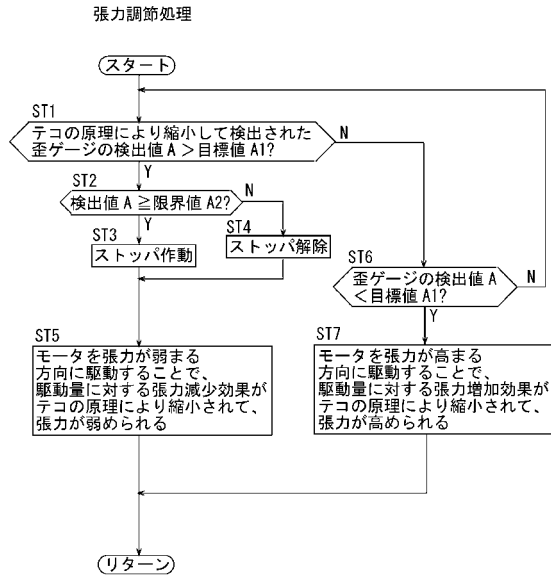 張力調節処理
スタート
ST1
テコの原理により縮小して検出された
歪ゲージの検出値A＞目標値A1?
N
Y
ST2
検出値A≧限界値A2?
N
Y
ST3
ストッパ作動
ST4
ストッパ解除
ST6
歪ゲージの検出値A
＜目標値A1?
N
Y
ST5
モータを張力が弱まる
方向に駆動することで、
駆動量に対する張力減少効果が
テコの原理により縮小されて、
張力が弱められる
ST7
モータを張力が高まる
方向に駆動することで、
駆動量に対する張力増加効果が
テコの原理により縮小されて、
張力が高められる
リターン